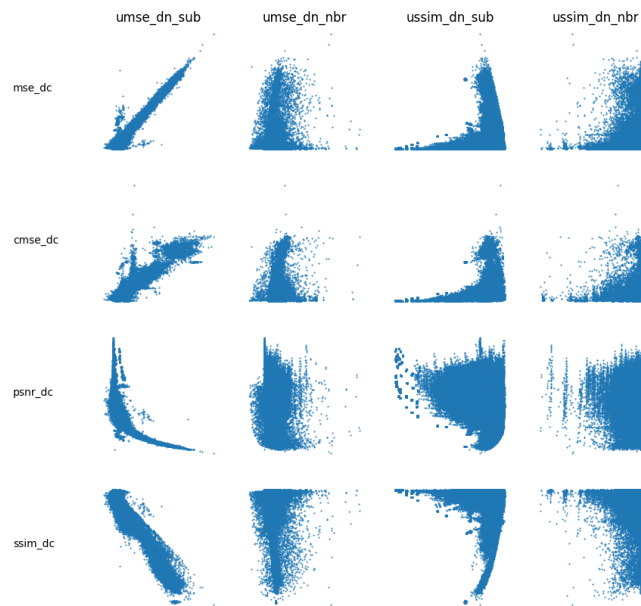 umse_dn_sub umse_dn_nbr ussim_dn_sub ussim_dn_nbr
mse_dc
cmse_dc
psnr_dc
ssim_dc